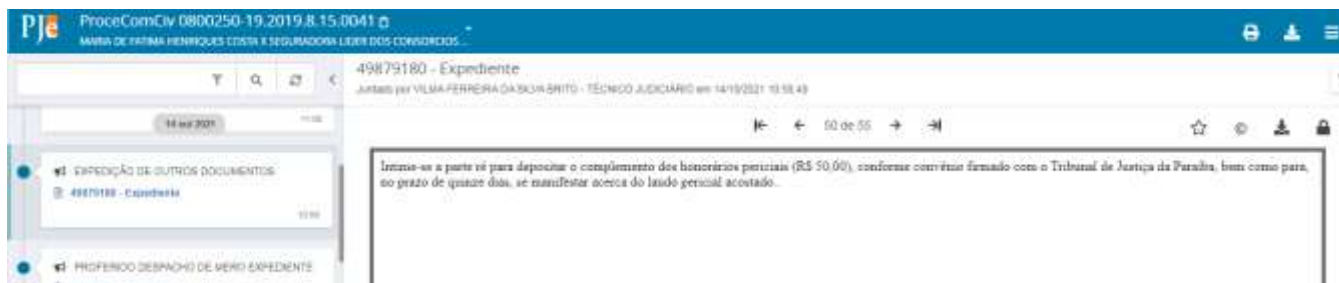 PJe
ProceComCiv 0800250-19.2019.8.15.0041
MARIA DE FATIMA HENRIQUES COSTA X SEGURADORA LIDER DOS CONSORCIOS...
49879180 - Expediente
Juntado por VILMA FERREIRA DA SILVA BRITO - TÉCNICO JUDICIÁRIO em 14/10/2021 10:58:49
14 out 2021
50 de 55
EXPEDIÇÃO DE OUTROS DOCUMENTOS
49879180 - Expediente
PROFERIDO DESPACHO DE MERO EXPEDIENTE
Intime-se a parte ré para depositar o complemento dos honorários periciais (R$ 50,00), conforme convênio firmado com o Tribunal de Justiça da Paraíba, bem como para,
no prazo de quinze dias, se manifestar acerca do laudo pericial acostado.